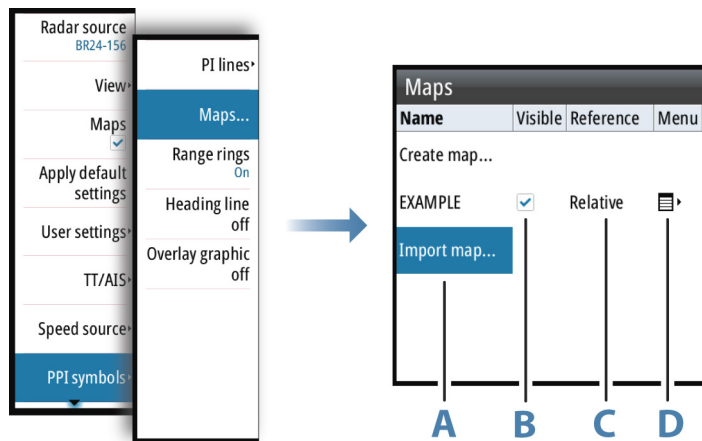 Radar source
BR24-156
View
Maps
Apply default
settings
User settings
TT/AIS
Speed source
PPI symbols
PI lines
Maps...
Range rings
On
Heading line
off
Overlay graphic
off
Maps
Name Visible Reference Menu
Create map...
EXAMPLE Relative
Import map...
A B C D